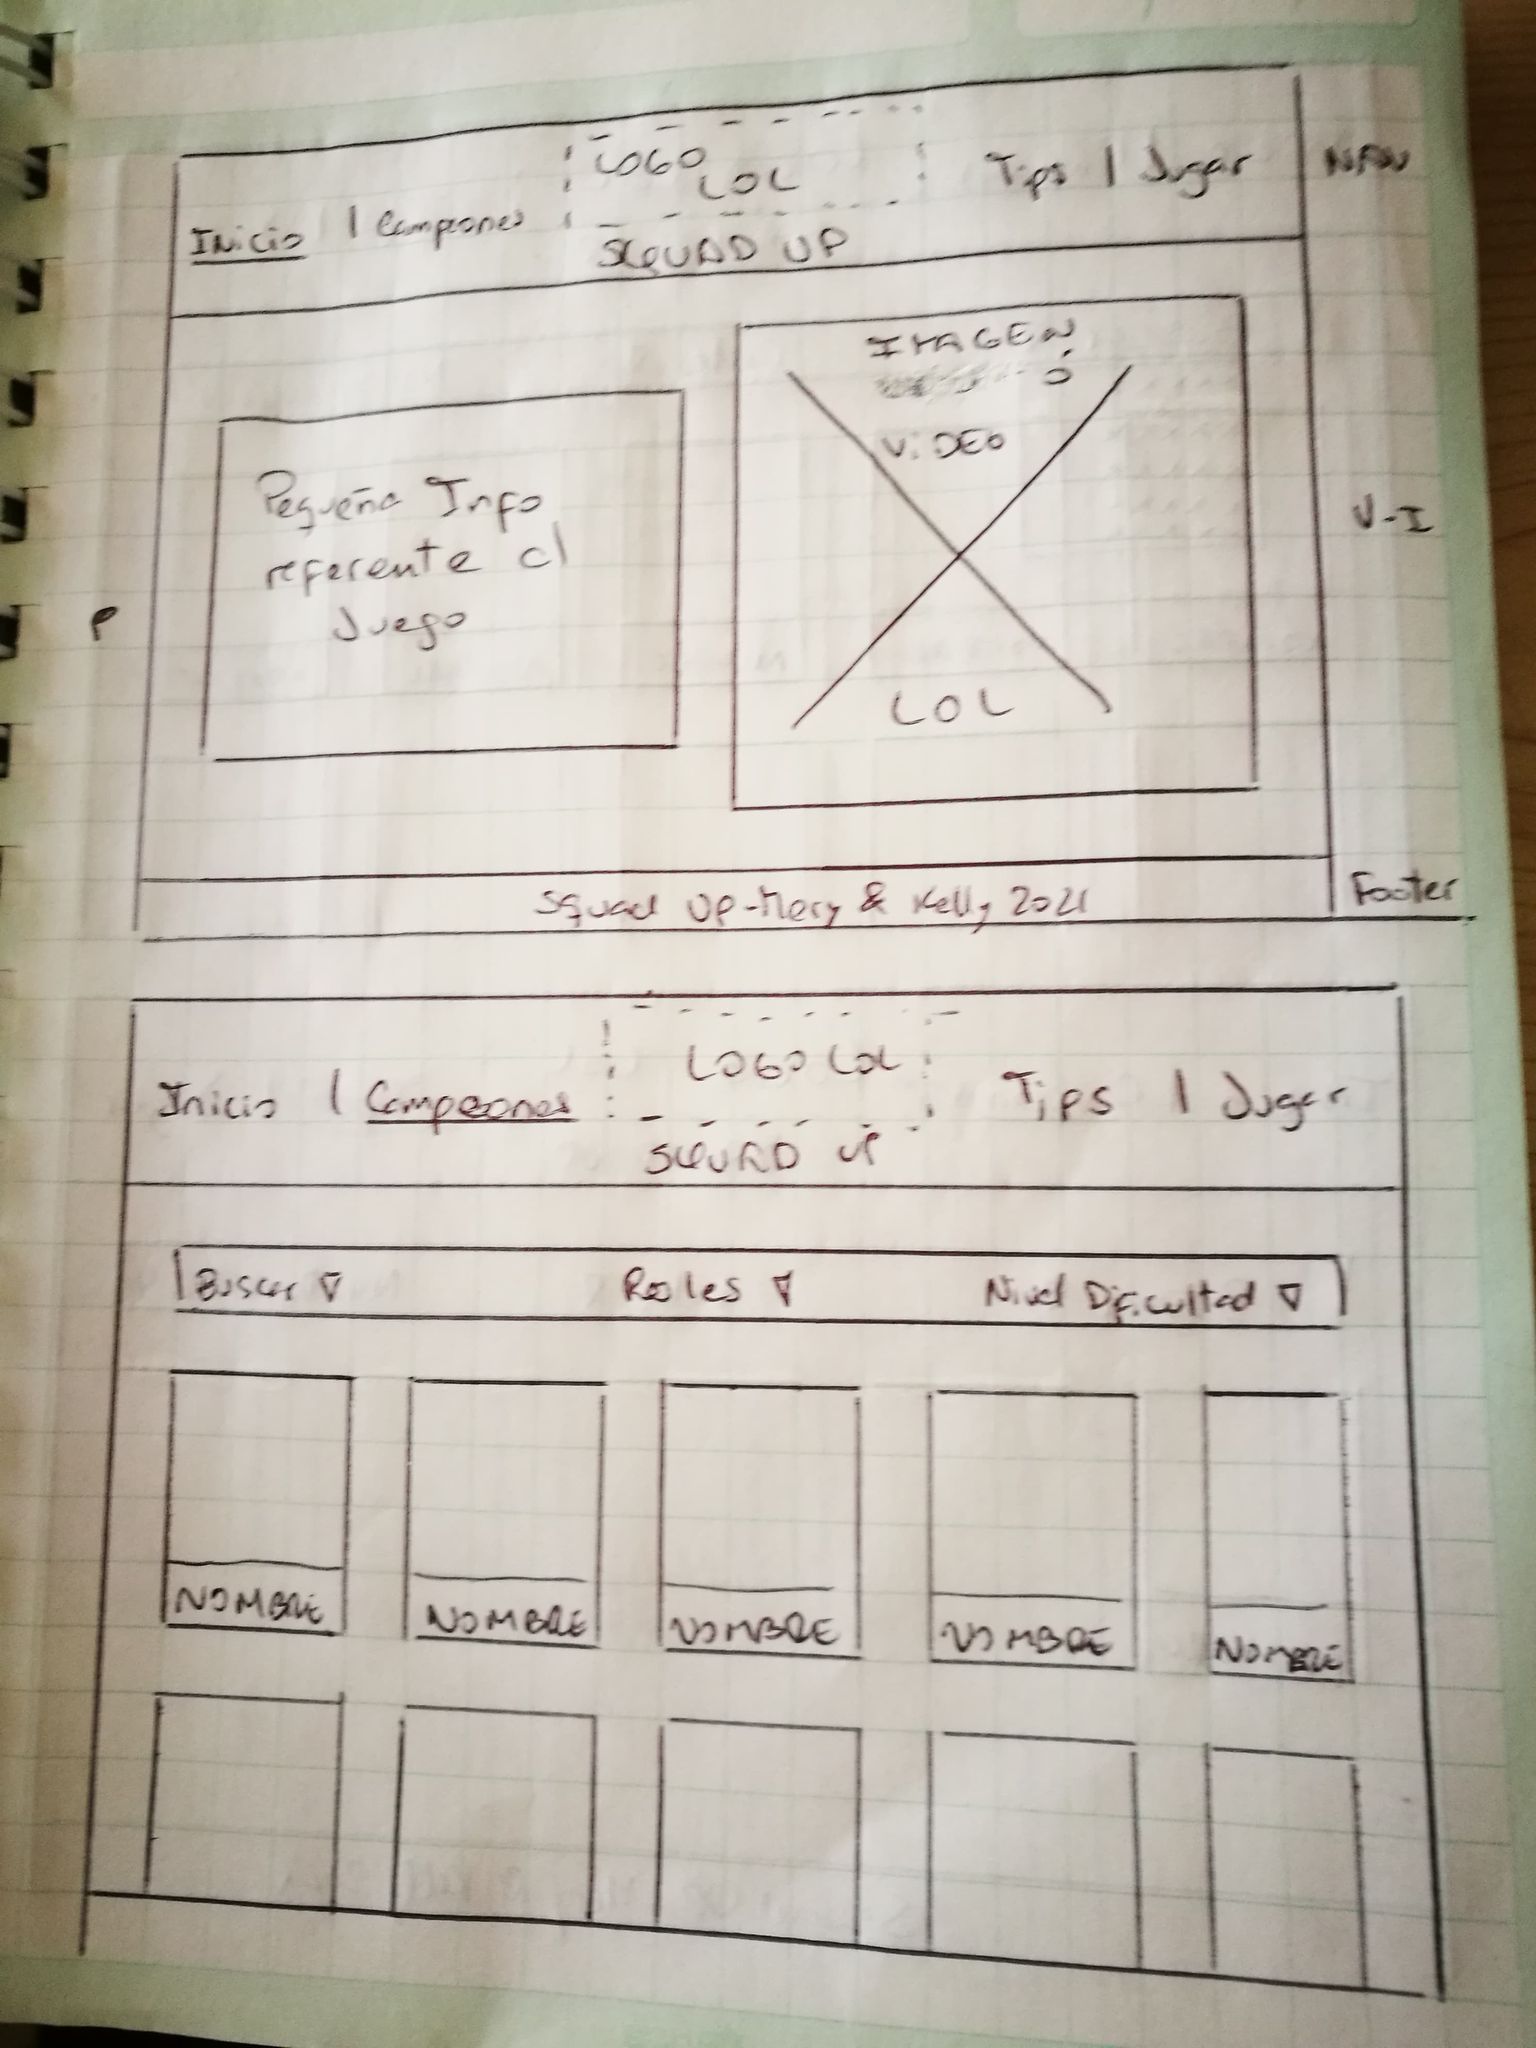 LOGO
LOL
Inicio | Campeones
Tips | Jugar
NAV
SQUAD UP
IMAGEN
ó
ViDEO
LOL
Pequeña Info
referente al
Juego
P
V-I
Squad UP-Mery & Kelly 2021
Footer
Inicio | Campeones
LOGO LOL
Tips | Jugar
SQUAD UP
Buscar ▽ Roles ▽ Nivel Dificultad ▽
NOMBRE NOMBRE NOMBRE NOMBRE NOMBRE